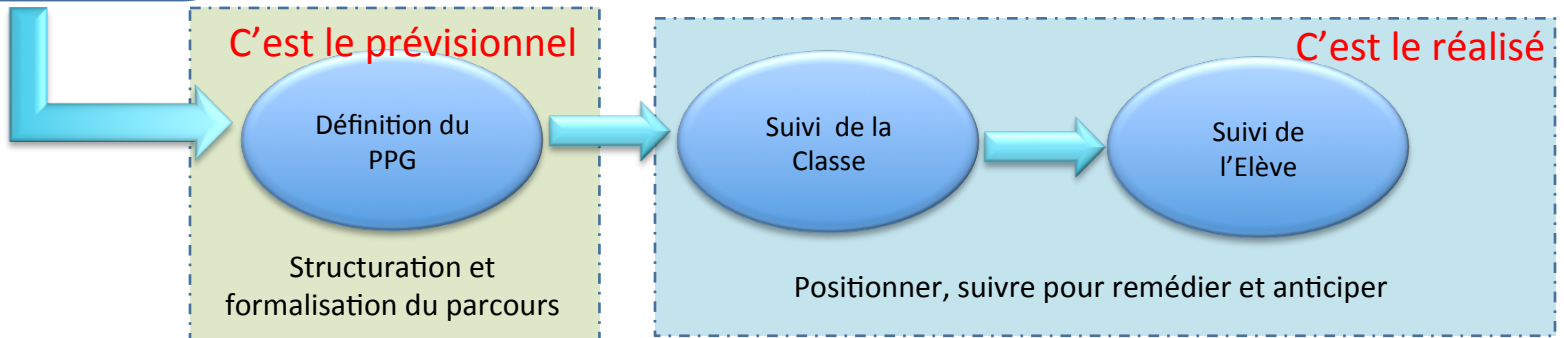 C'est le prévisionnel
Définition du
PPG
Structuration et
formalisation du parcours
C'est le réalisé
Suivi  de la
Classe
Suivi de
l'Elève
Positionner, suivre pour remédier et anticiper